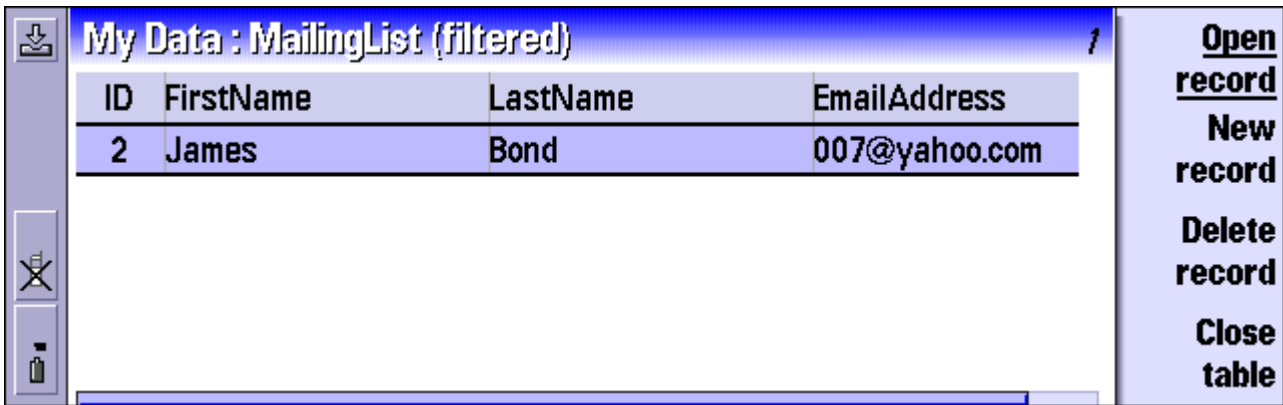 My Data : MailingList (filtered) 1
ID FirstName LastName EmailAddress
2 James Bond 007@yahoo.com
Open
record
New
record
Delete
record
Close
table